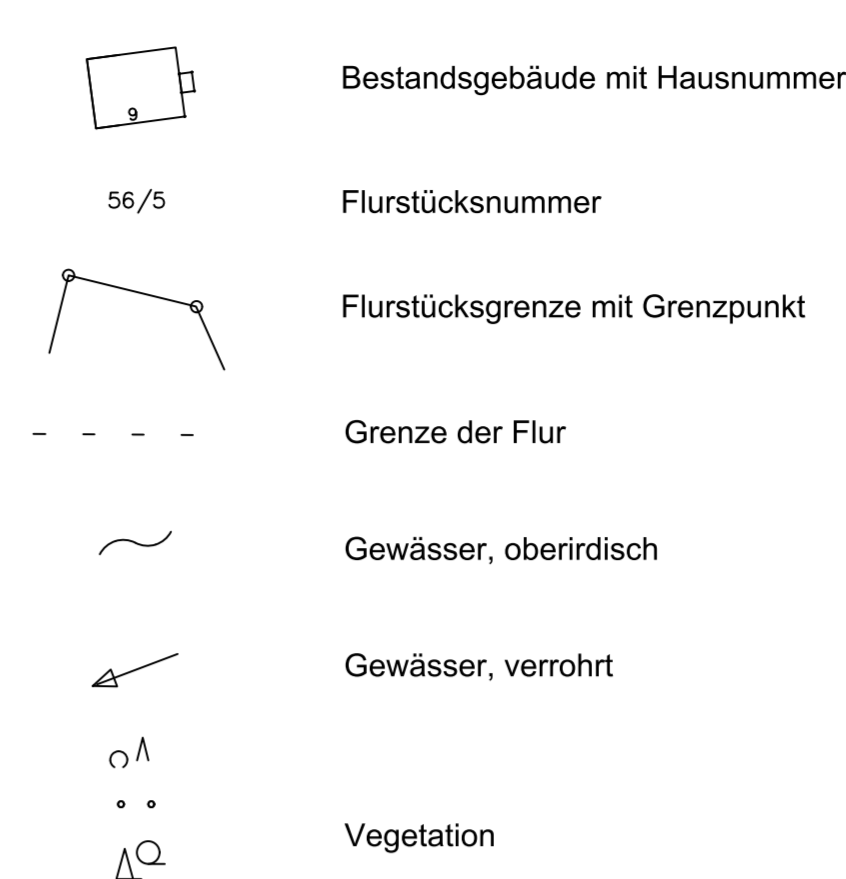 Bestandsgebäude mit Hausnummer
9
56/5 Flurstücksnummer
Flurstücksgrenze mit Grenzpunkt
Grenze der Flur
Gewässer, oberirdisch
Gewässer, verrohrt
Vegetation